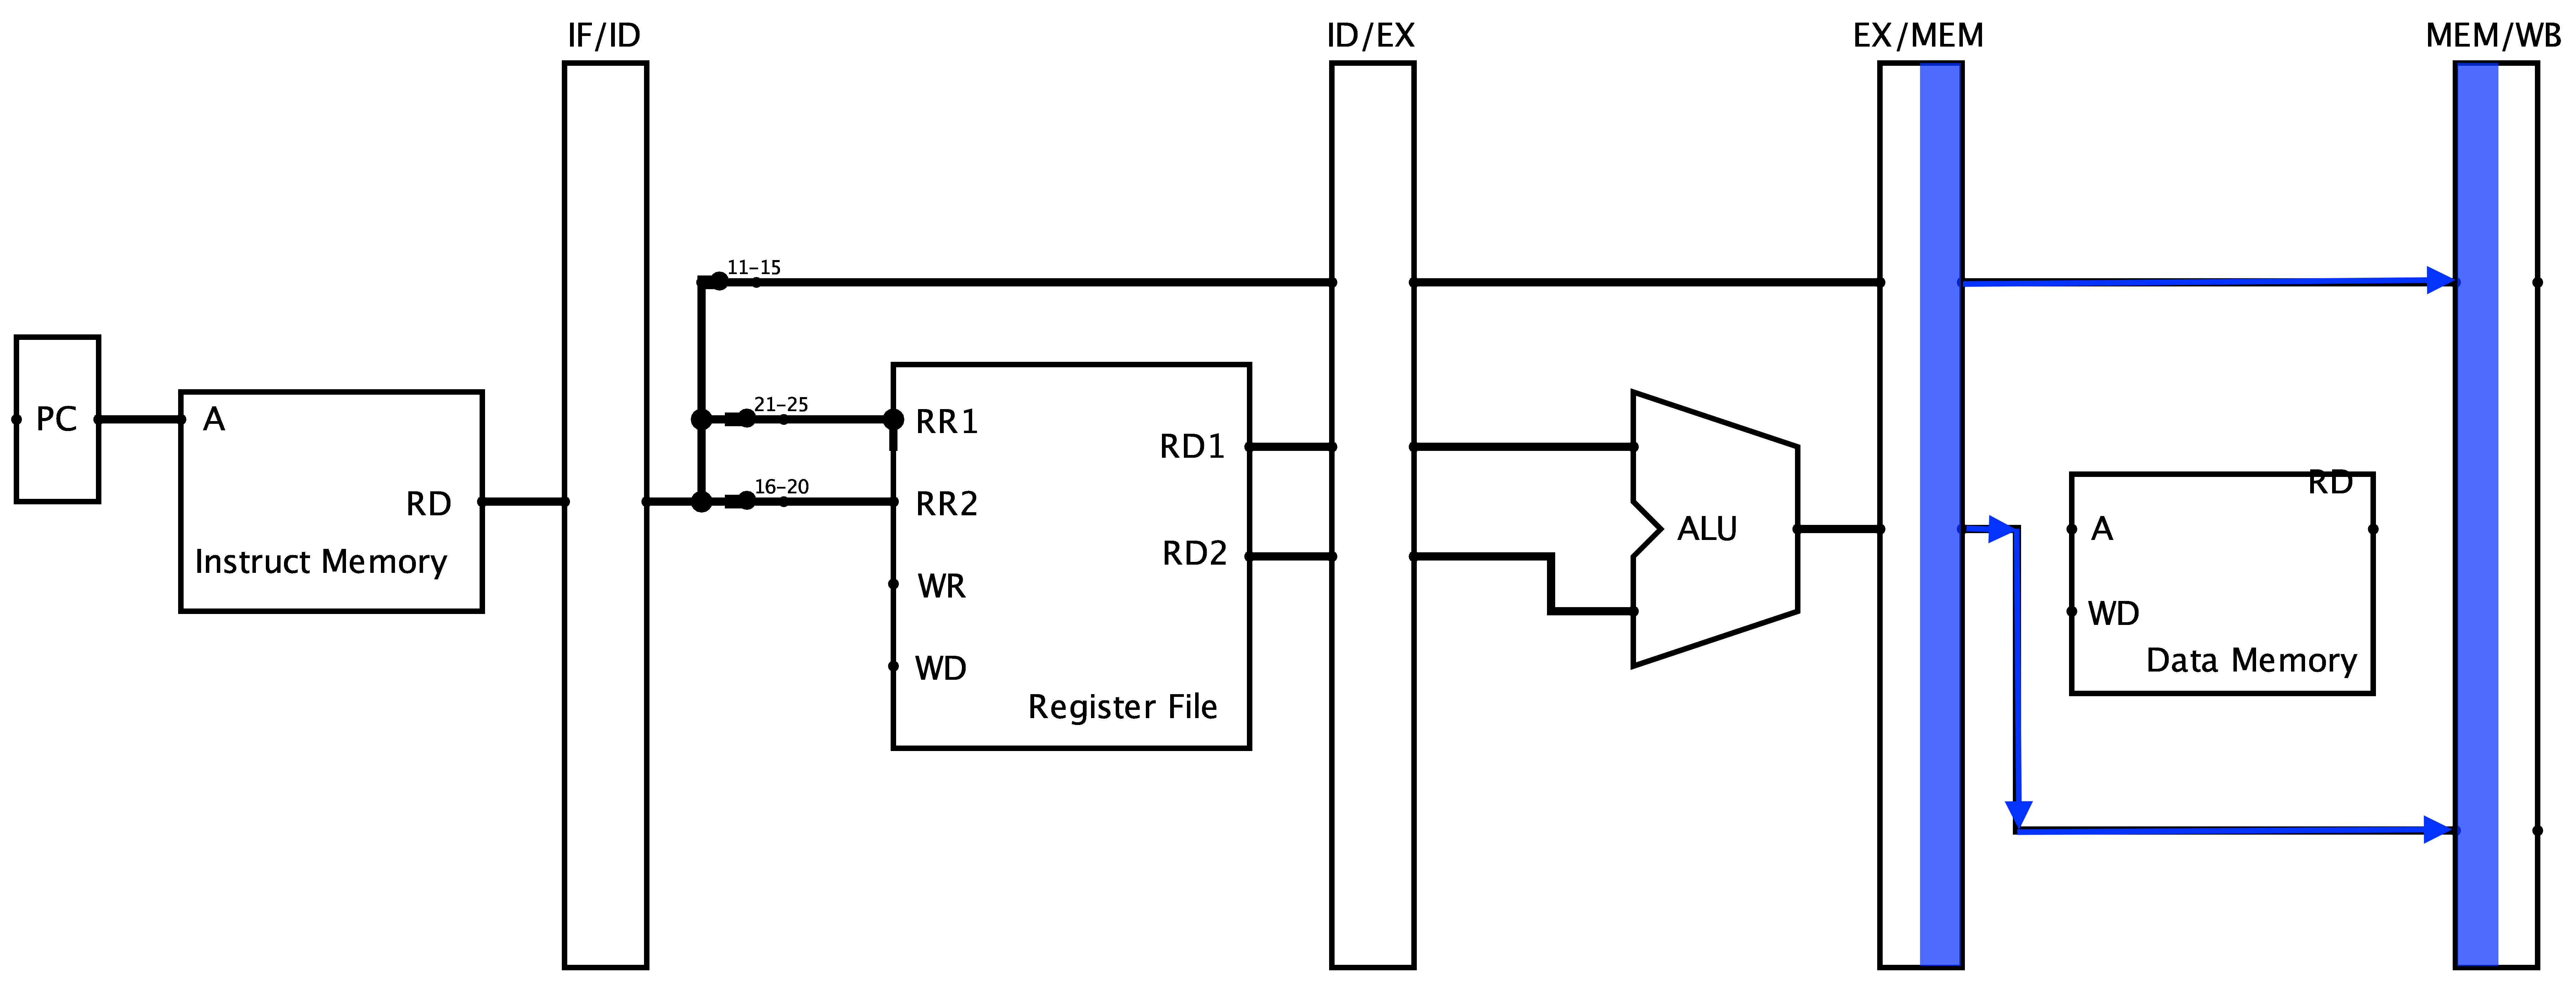 IF/ID
ID/EX
EX/MEM
MEM/WB
11-15
PC
A
RD
Instruct Memory
21-25
16-20
RR1
RR2
WR
WD
RD1
RD2
Register File
ALU
RD
A
WD
Data Memory